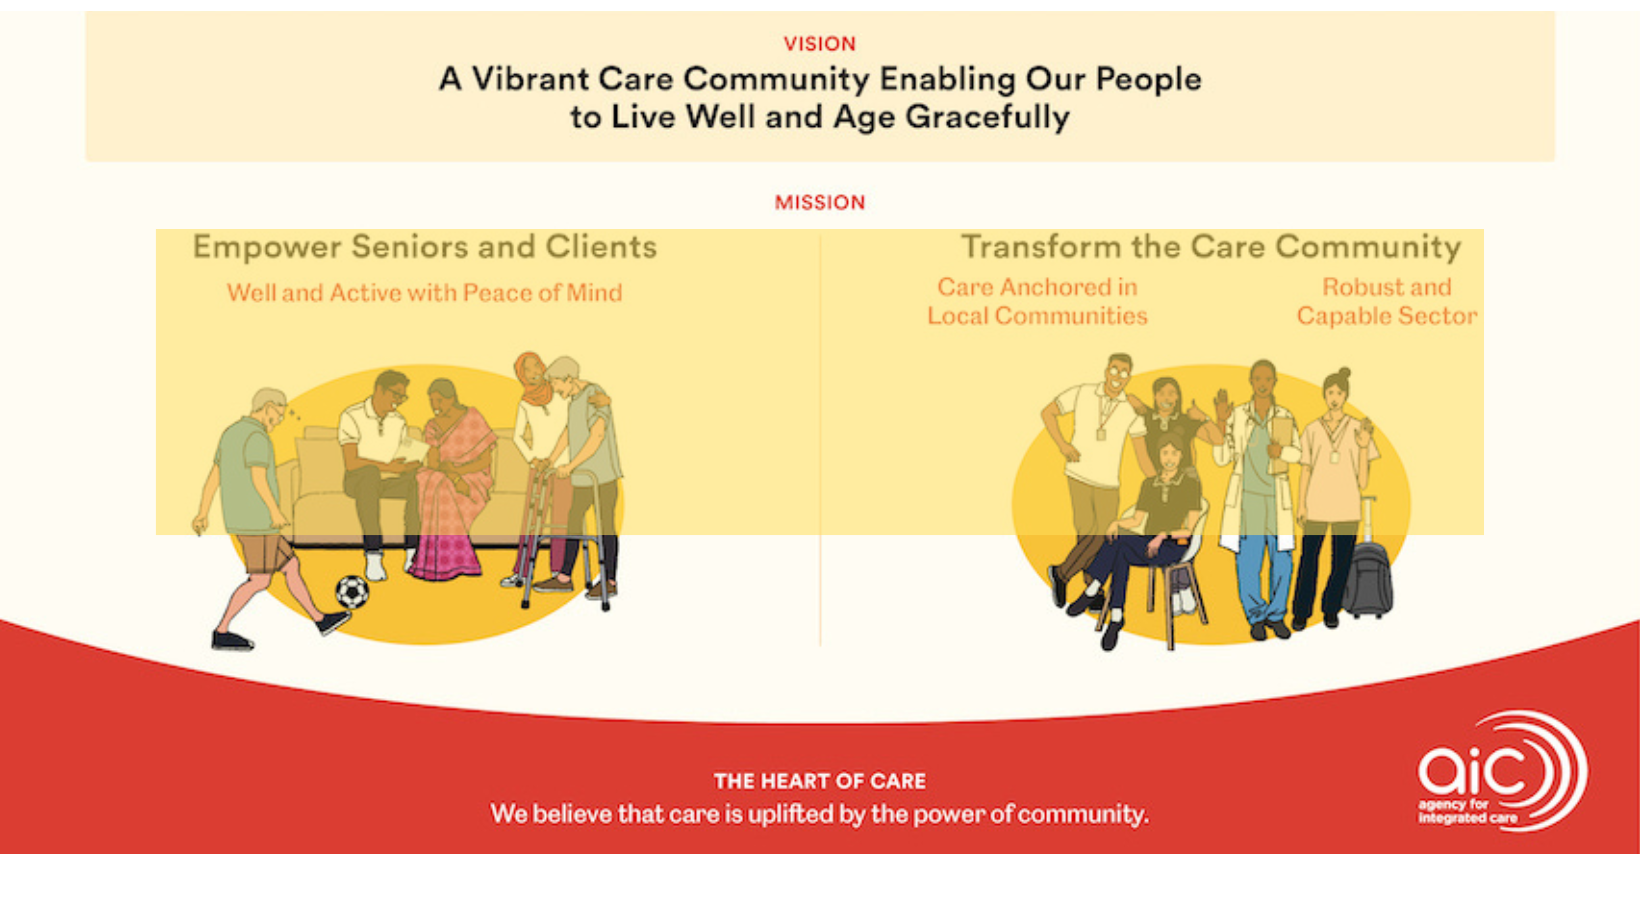 VISION
A Vibrant Care Community Enabling Our People
to Live Well and Age Gracefully
MISSION
Empower Seniors and Clients
Well and Active with Peace of Mind
Transform the Care Community
Care Anchored in
Local Communities
Robust and
Capable Sector
THE HEART OF CARE
We believe that care is uplifted by the power of community.
aic
agency for
integrated care